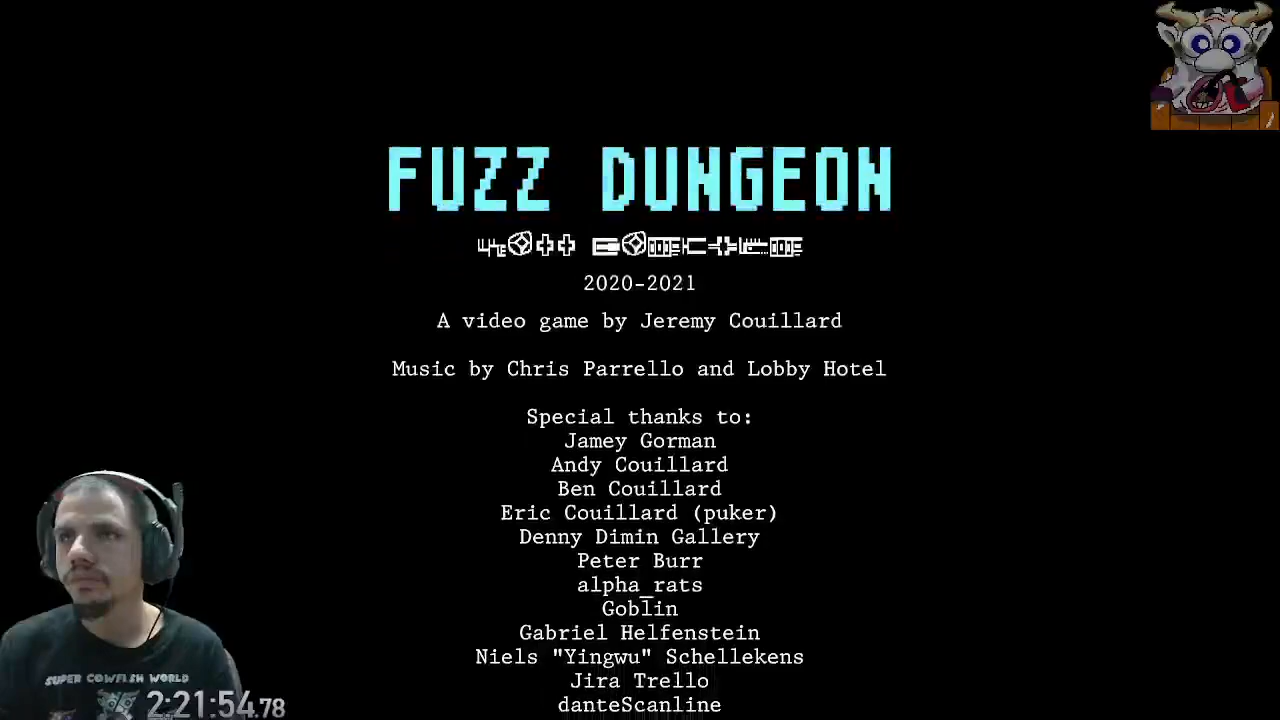 FUZZ DUNGEON
2020-2021
A video game by Jeremy Couillard
Music by Chris Parrello and Lobby Hotel
Special thanks to:
Jamey Gorman
Andy Couillard
Ben Couillard
Eric Couillard (puker)
Denny Dimin Gallery
Peter Burr
alpha_rats
Goblin
Gabriel Helfenstein
Niels "Yingwu" Schellekens
Jira Trello
danteScanline
SUPER COWFISH WORLD
2:21:54.78